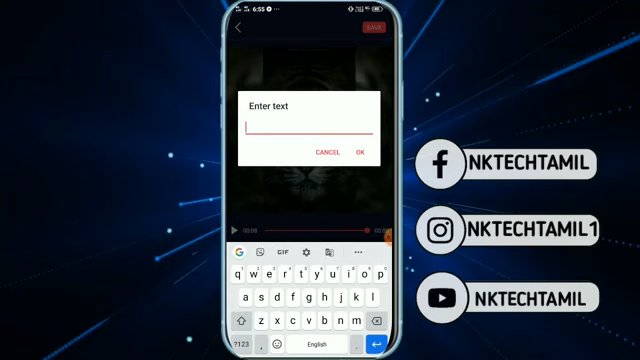 6:55
SAVE
Enter text
CANCEL OK
00:08
GIF
q w e r t y u i o p
a s d f g h j k l
z x c v b n m
?123 , English .
NKTECHTAMIL
NKTECHTAMIL1
NKTECHTAMIL